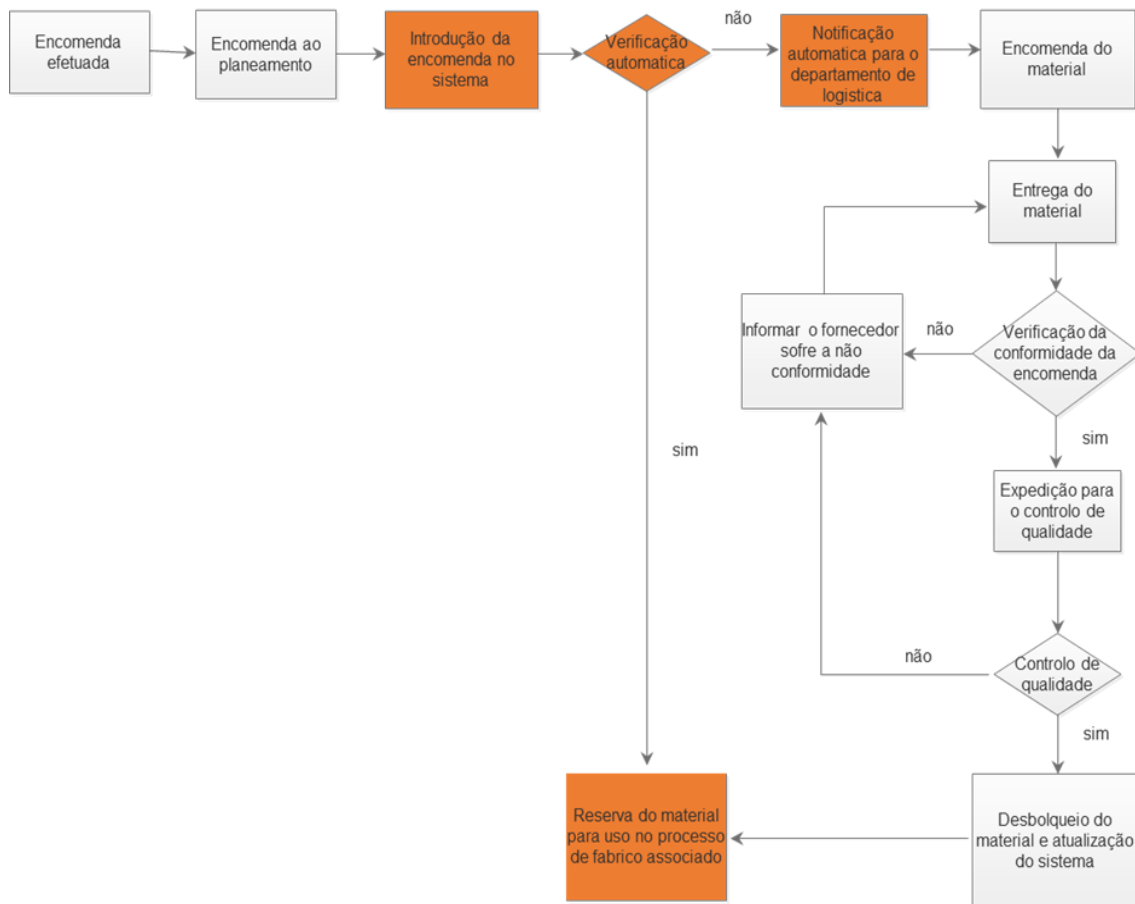 Encomenda
efetuada
Encomenda ao
planeamento
Introdução da
encomenda no
sistema
Verificação
automatica
não
Notificação
automatica para o
departamento de
logistica
Encomenda do
material
Entrega do
material
Verificação da
conformidade da
encomenda
não
Informar o fornecedor
sofre a não
conformidade
sim
sim
Expedição para
o controlo de
qualidade
Controlo de
qualidade
não
sim
Desbolqueio do
material e atualização
do sistema
Reserva do material
para uso no processo
de fabrico associado